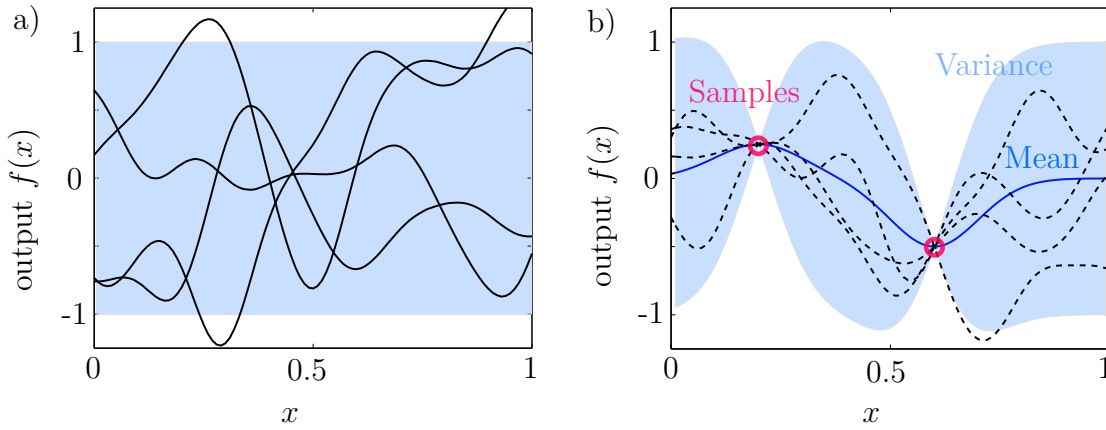 a)
output f(x)
1
0
-1
0
0.5
1
x
b)
output f(x)
1
0
-1
0
0.5
1
x
Variance
Samples
Mean